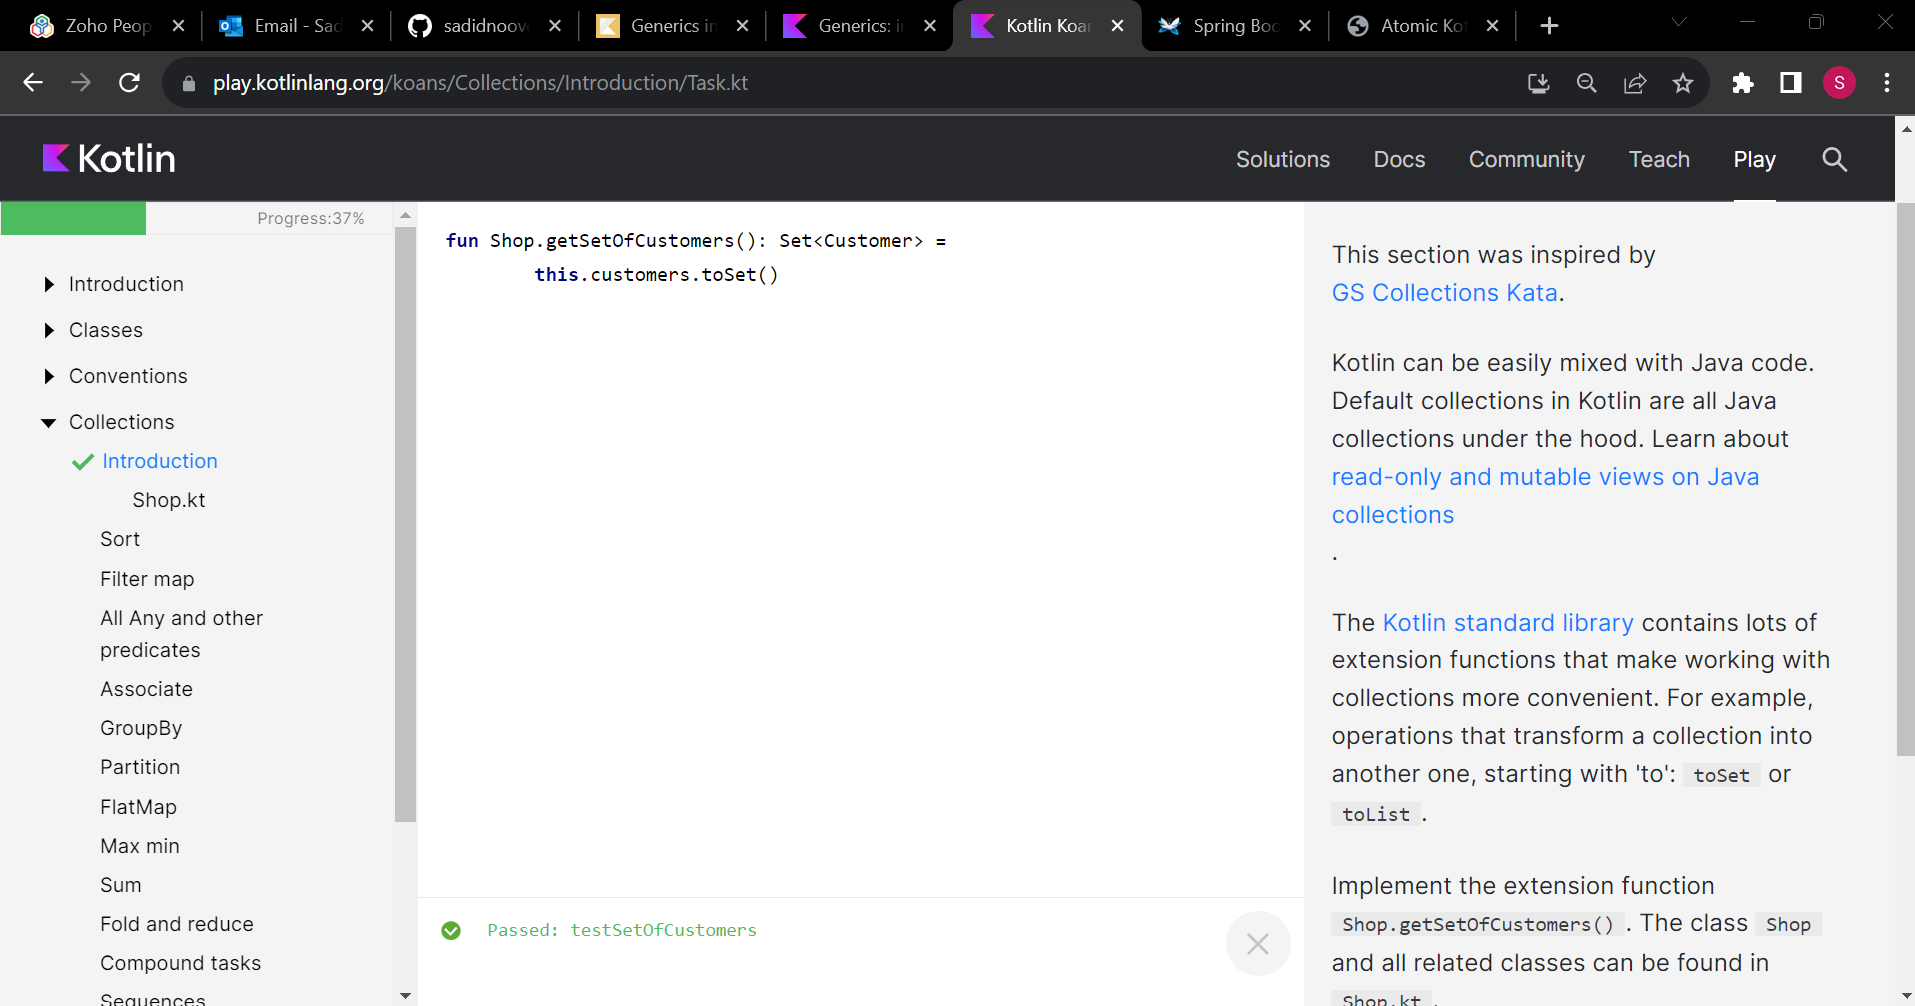 Zoho Peop
Email - Sad
sadidnoov
Generics in
Generics: i
Kotlin Koan
Spring Boo
Atomic Kot
play.kotlinlang.org/koans/Collections/Introduction/Task.kt
S
Kotlin
Solutions
Docs
Community
Teach
Play
Progress:37%
Introduction
Classes
Conventions
Collections
Introduction
Shop.kt
Sort
Filter map
All Any and other
predicates
Associate
GroupBy
Partition
FlatMap
Max min
Sum
Fold and reduce
Compound tasks
Sequences
fun Shop.getSetOfCustomers(): Set<Customer> =
this.customers.toSet()
Passed: testSetOfCustomers
This section was inspired by
GS Collections Kata.
Kotlin can be easily mixed with Java code.
Default collections in Kotlin are all Java
collections under the hood. Learn about
read-only and mutable views on Java
collections
.
The Kotlin standard library contains lots of
extension functions that make working with
collections more convenient. For example,
operations that transform a collection into
another one, starting with 'to': toSet or
toList .
Implement the extension function
Shop.getSetOfCustomers() . The class Shop
and all related classes can be found in
Shop.kt .